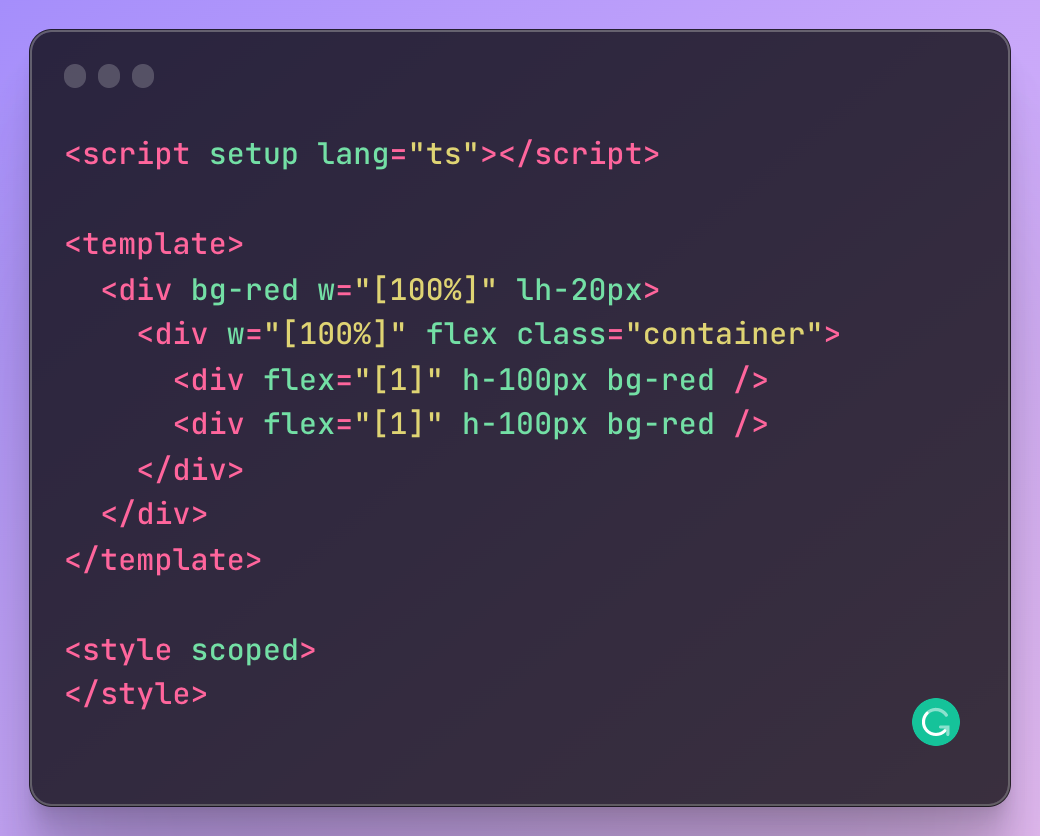 <script setup lang="ts"></script>
<template>
<div bg-red w="[100%]" lh-20px>
<div w="[100%]" flex class="container">
<div flex="[1]" h-100px bg-red />
<div flex="[1]" h-100px bg-red />
</div>
</div>
</template>
<style scoped>
</style>